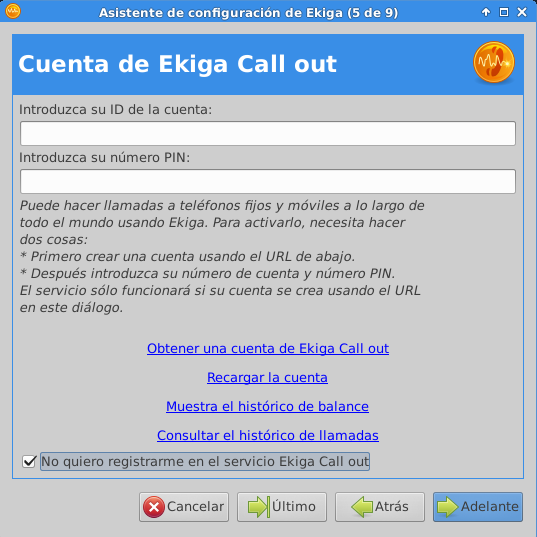 Asistente de configuración de Ekiga (5 de 9)
Cuenta de Ekiga Call out
Introduzca su ID de la cuenta:
Introduzca su número PIN:
Puede hacer llamadas a teléfonos fijos y móviles a lo largo de
todo el mundo usando Ekiga. Para activarlo, necesita hacer
dos cosas:
* Primero crear una cuenta usando el URL de abajo.
* Después introduzca su número de cuenta y número PIN.
El servicio sólo funcionará si su cuenta se crea usando el URL
en este diálogo.
Obtener una cuenta de Ekiga Call out
Recargar la cuenta
Muestra el histórico de balance
Consultar el histórico de llamadas
No quiero registrarme en el servicio Ekiga Call out
Cancelar Último Atrás Adelante